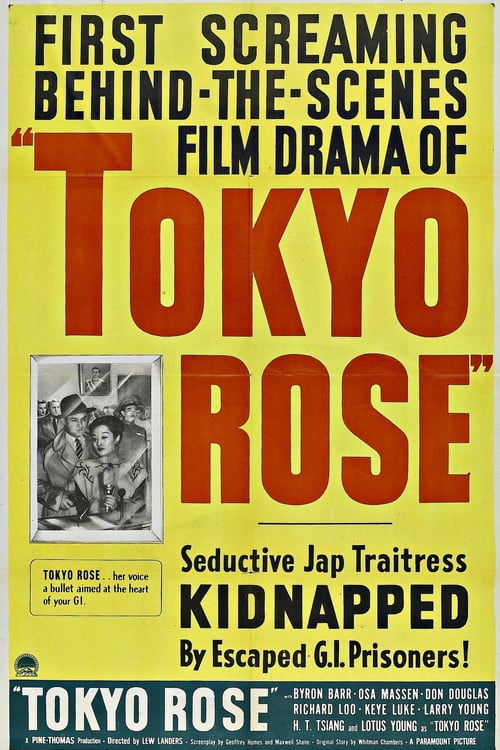 FIRST SCREAMING
BEHIND-THE-SCENES
FILM DRAMA OF
"TOKYO
ROSE"
TOKYO ROSE . . her voice
a bullet aimed at the heart
of your GI.
Seductive Jap Traitress
KIDNAPPED
By Escaped G.I. Prisoners!
"TOKYO ROSE"
with BYRON BARR · OSA MASSEN · DON DOUGLAS
RICHARD LOO · KEYE LUKE · LARRY YOUNG
H. T. TSIANG and LOTUS YOUNG as "TOKYO ROSE"
A PINE-THOMAS Production · Directed by LEW LANDERS · Screenplay by Geoffrey Homes and Maxwell Shane · Original Story by Whitman Chambers · A PARAMOUNT PICTURE